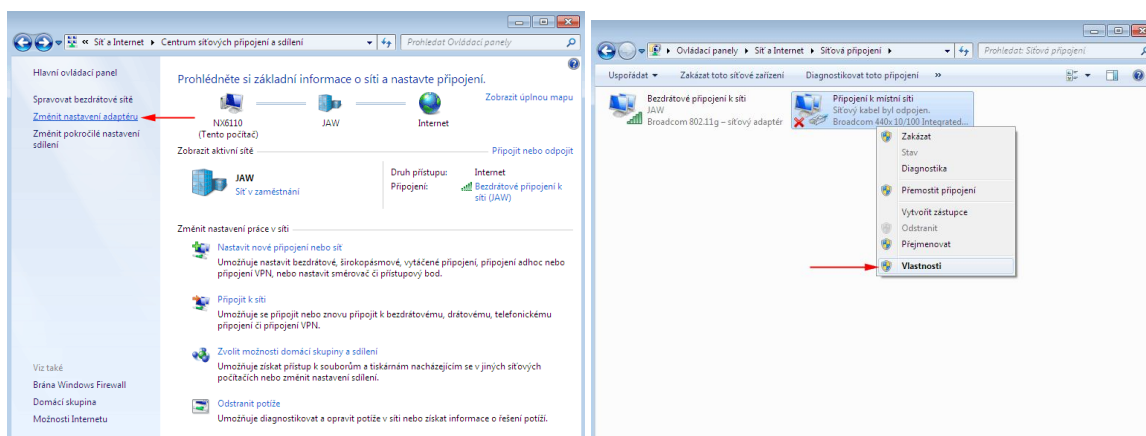 « Síť a Internet ▸ Centrum síťových připojení a sdílení
Prohledat Ovládací panely
Hlavní ovládací panel
Spravovat bezdrátové sítě
Změnit nastavení adaptéru
Změnit pokročilé nastavení
sdílení
Viz také
Brána Windows Firewall
Domácí skupina
Možnosti Internetu
Prohlédněte si základní informace o síti a nastavte připojení.
Zobrazit úplnou mapu
NX6110
(Tento počítač)
JAW
Internet
Zobrazit aktivní sítě
Připojit nebo odpojit
JAW
Síť v zaměstnání
Druh přístupu: Internet
Připojení: Bezdrátové připojení k
síti (JAW)
Změnit nastavení práce v síti
Nastavit nové připojení nebo síť
Umožňuje nastavit bezdrátové, širokopásmové, vytáčené připojení, připojení adhoc nebo
připojení VPN, nebo nastavit směrovač či přístupový bod.
Připojit k síti
Umožňuje se připojit nebo znovu připojit k bezdrátovému, drátovému, telefonickému
připojení či připojení VPN.
Zvolit možnosti domácí skupiny a sdílení
Umožňuje získat přístup k souborům a tiskárnám nacházejícím se v jiných síťových
počítačích nebo změnit nastavení sdílení.
Odstranit potíže
Umožňuje diagnostikovat a opravit potíže v síti nebo získat informace o řešení potíží.
▸ Ovládací panely ▸ Síť a Internet ▸ Síťová připojení ▸
Prohledat: Síťová připojení
Uspořádat Zakázat toto síťové zařízení Diagnostikovat toto připojení »
Bezdrátové připojení k síti
JAW
Broadcom 802.11g – síťový adaptér
Připojení k místní síti
Síťový kabel byl odpojen.
Broadcom 440x 10/100 Integrated...
Zakázat
Stav
Diagnostika
Přemostit připojení
Vytvořit zástupce
Odstranit
Přejmenovat
Vlastnosti